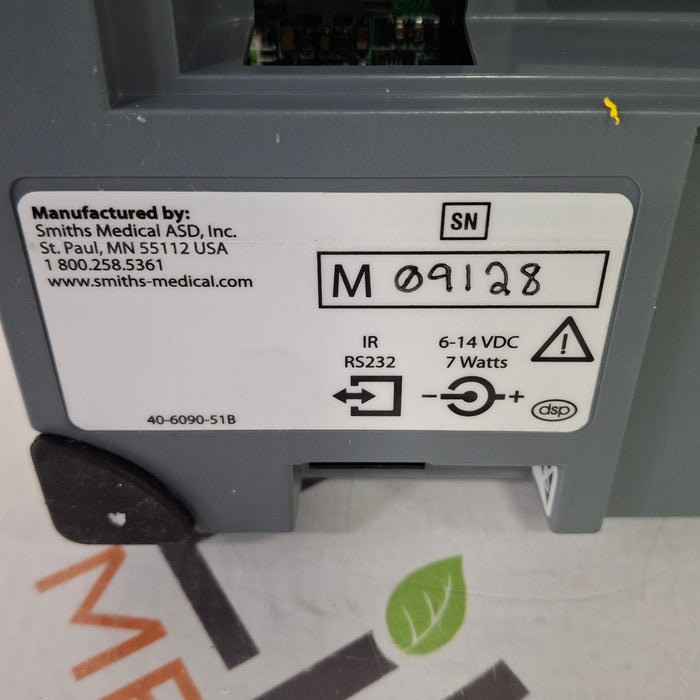 Manufactured by:
Smiths Medical ASD, Inc.
St. Paul, MN 55112 USA
1 800.258.5361
www.smiths-medical.com
SN
M 09128
IR
RS232
6-14 VDC
7 Watts
- +
dsp
40-6090-51B